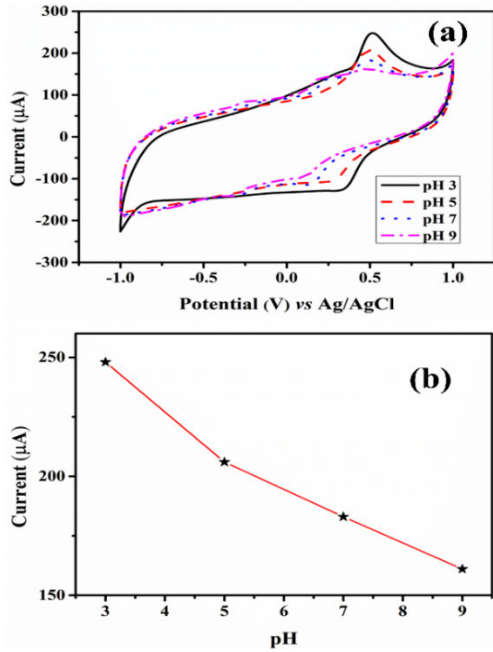 (a)
300
200
100
0
-100
-200
-300
Current (µA)
pH 3
pH 5
pH 7
pH 9
-1.0 -0.5 0.0 0.5 1.0
Potential (V) vs Ag/AgCl
(b)
250
200
150
Current (µA)
3 4 5 6 7 8 9
pH